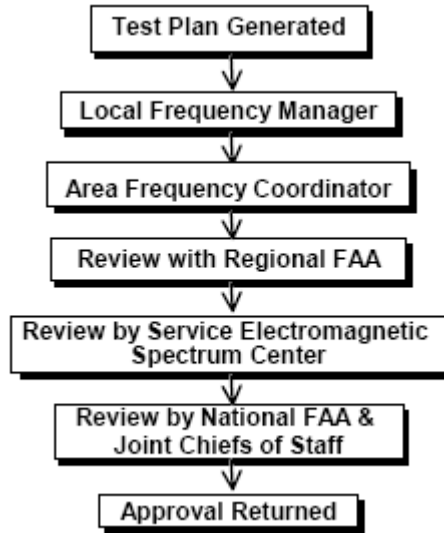 Test Plan Generated
Local Frequency Manager
Area Frequency Coordinator
Review with Regional FAA
Review by Service Electromagnetic
Spectrum Center
Review by National FAA &
Joint Chiefs of Staff
Approval Returned